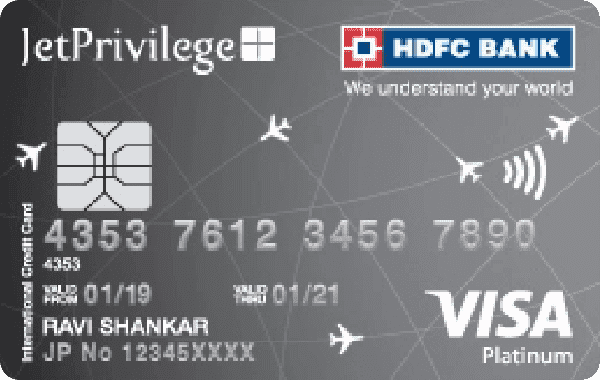 JetPrivilege
HDFC BANK
We understand your world
International Credit Card
4353 7612 3456 7890
4353
VALID FROM 01/19 VALID THRU 01/21
RAVI SHANKAR
JP No 12345XXXX
VISA
Platinum